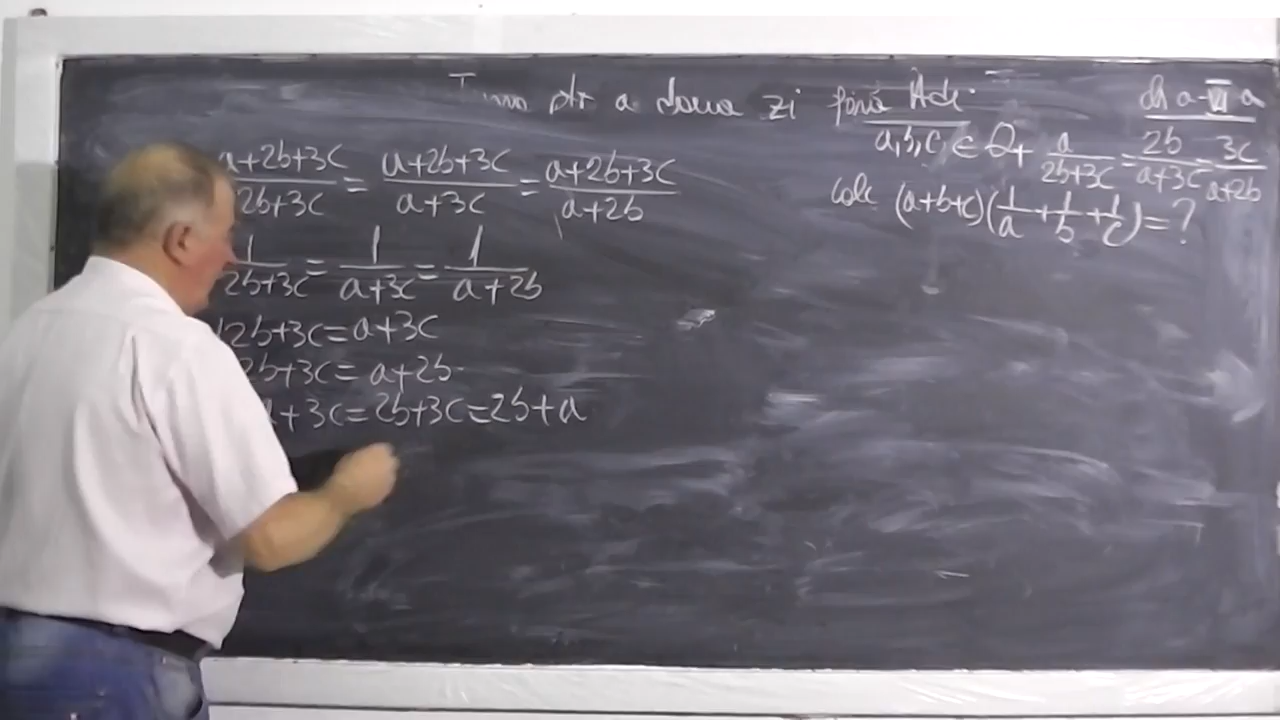 ptr a doua zi până Ade. cls a-VI a
a,b,c ∈ Q+ a/(2b+3c) = 2b/(a+3c) = 3c/(a+2b)
calc (a+b+c)(1/a+1/b+1/c)=?
a+2b+3c/(2b+3c) = a+2b+3c/(a+3c) = a+2b+3c/(a+2b)
1/(2b+3c) = 1/(a+3c) = 1/(a+2b)
2b+3c=a+3c
2b+3c=a+2b
+3c=2b+3c=2b+a